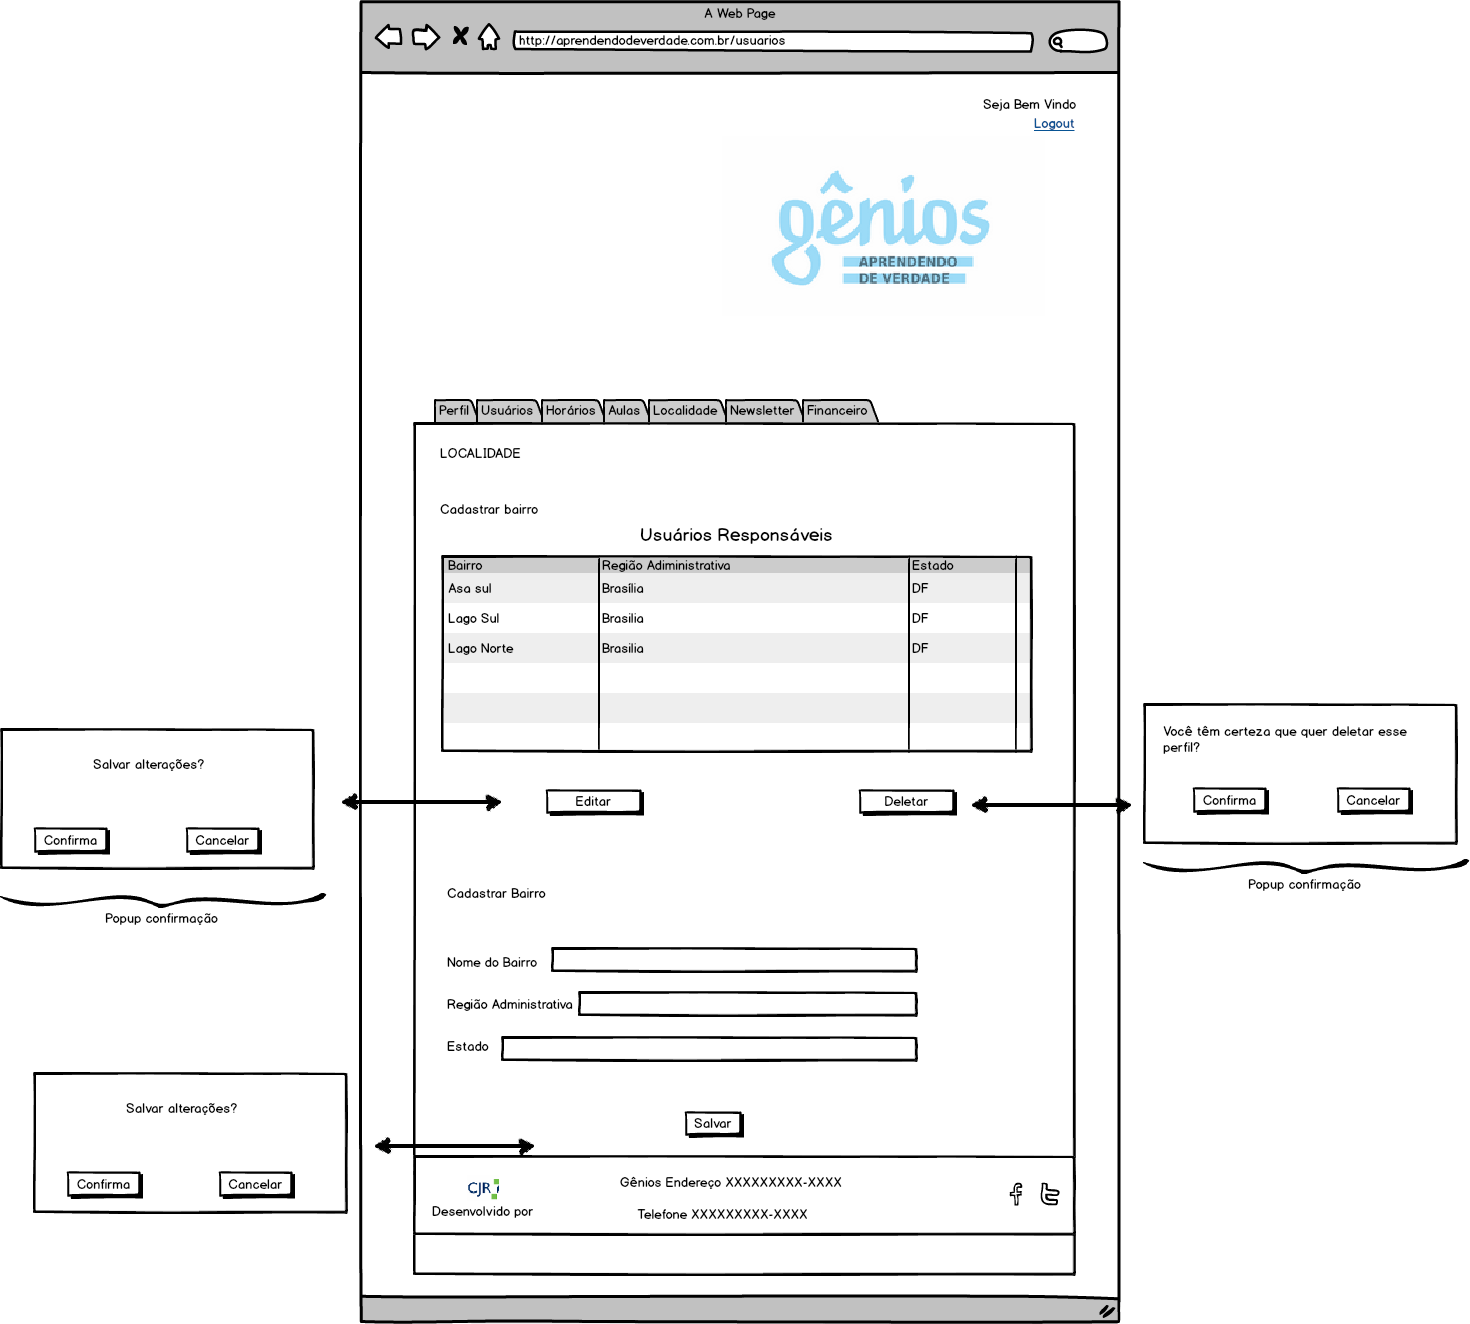 A Web Page
http://aprendendodeverdade.com.br/usuarios
Seja Bem Vindo
Logout
gênios
APRENDENDO
DE VERDADE
Perfil Usuários Horários Aulas Localidade Newsletter Financeiro
LOCALIDADE
Cadastrar bairro
Usuários Responsáveis
Bairro Região Adiministrativa Estado
Asa sul Brasília DF
Lago Sul Brasilia DF
Lago Norte Brasilia DF
Editar Deletar
Salvar alterações?
Confirma Cancelar
Popup confirmação
Você têm certeza que quer deletar esse
perfil?
Confirma Cancelar
Popup confirmação
Cadastrar Bairro
Nome do Bairro
Região Administrativa
Estado
Salvar
Salvar alterações?
Confirma Cancelar
CJR
Desenvolvido por
Gênios Endereço XXXXXXXXX-XXXX
Telefone XXXXXXXXX-XXXX